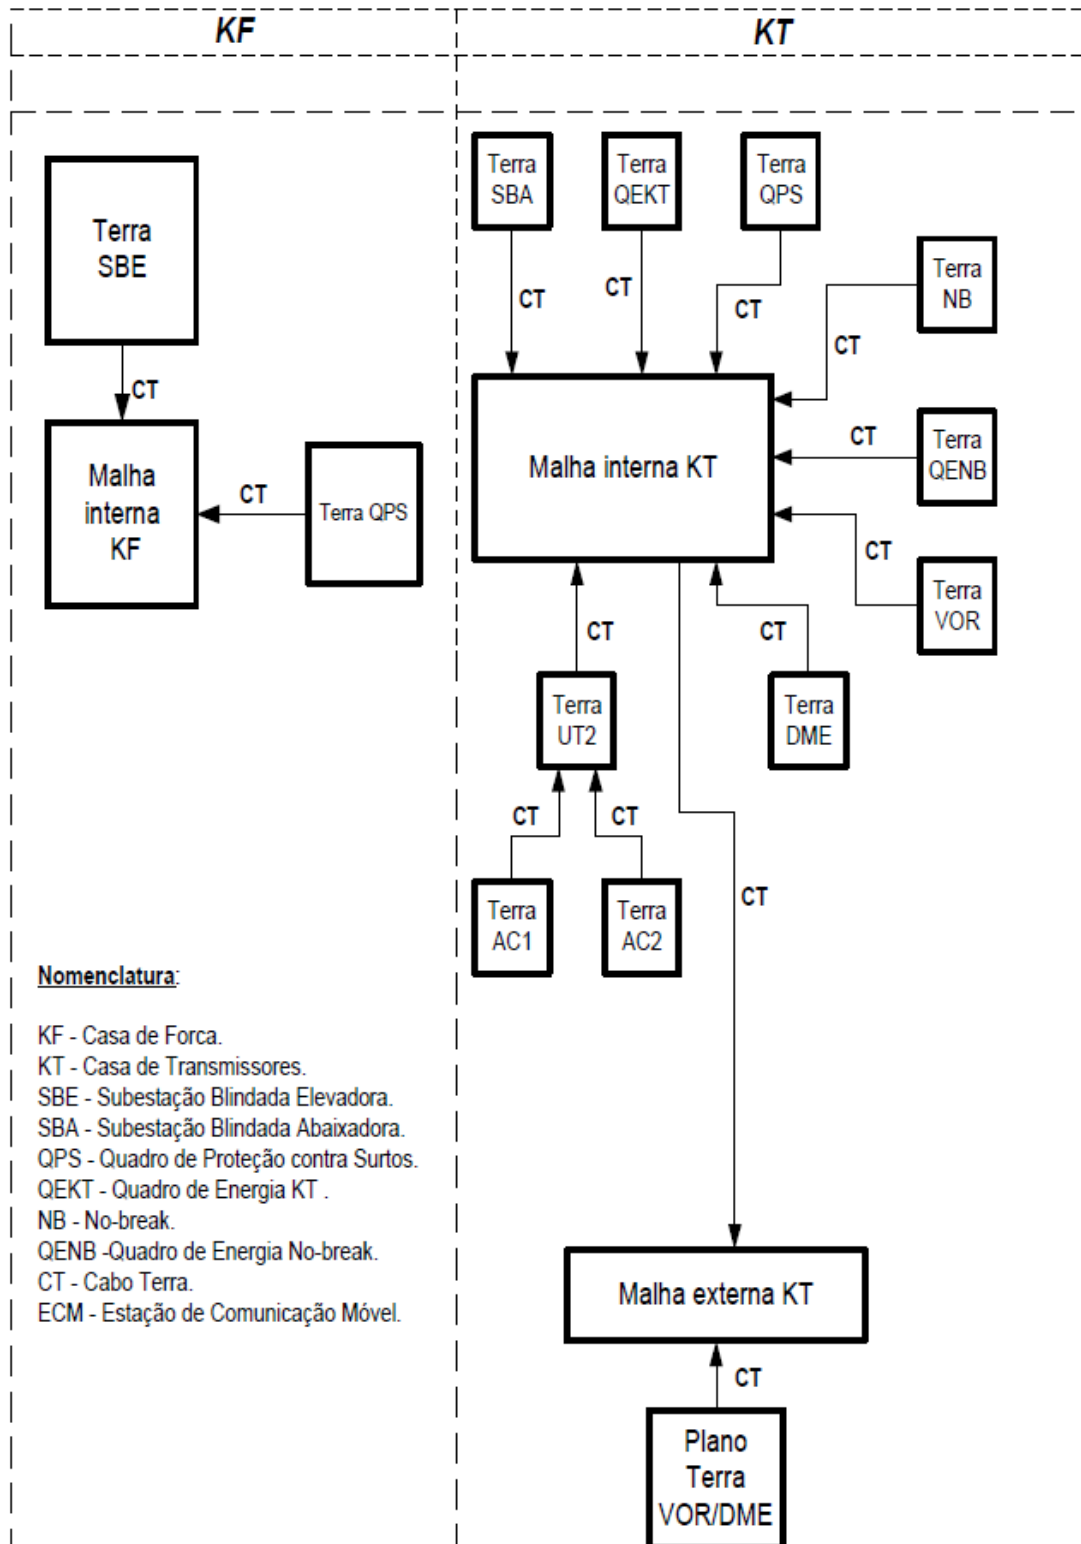 KF
KT
Terra
SBE
CT
Malha
interna
KF
CT
Terra QPS
Terra
SBA
Terra
QEKT
Terra
QPS
Terra
NB
CT
CT
CT
CT
Malha interna KT
CT
Terra
QENB
CT
Terra
VOR
CT
CT
Terra
UT2
Terra
DME
CT
CT
Terra
AC1
Terra
AC2
CT
Malha externa KT
CT
Plano
Terra
VOR/DME
Nomenclatura:
KF - Casa de Forca.
KT - Casa de Transmissores.
SBE - Subestação Blindada Elevadora.
SBA - Subestação Blindada Abaixadora.
QPS - Quadro de Proteção contra Surtos.
QEKT - Quadro de Energia KT .
NB - No-break.
QENB -Quadro de Energia No-break.
CT - Cabo Terra.
ECM - Estação de Comunicação Móvel.